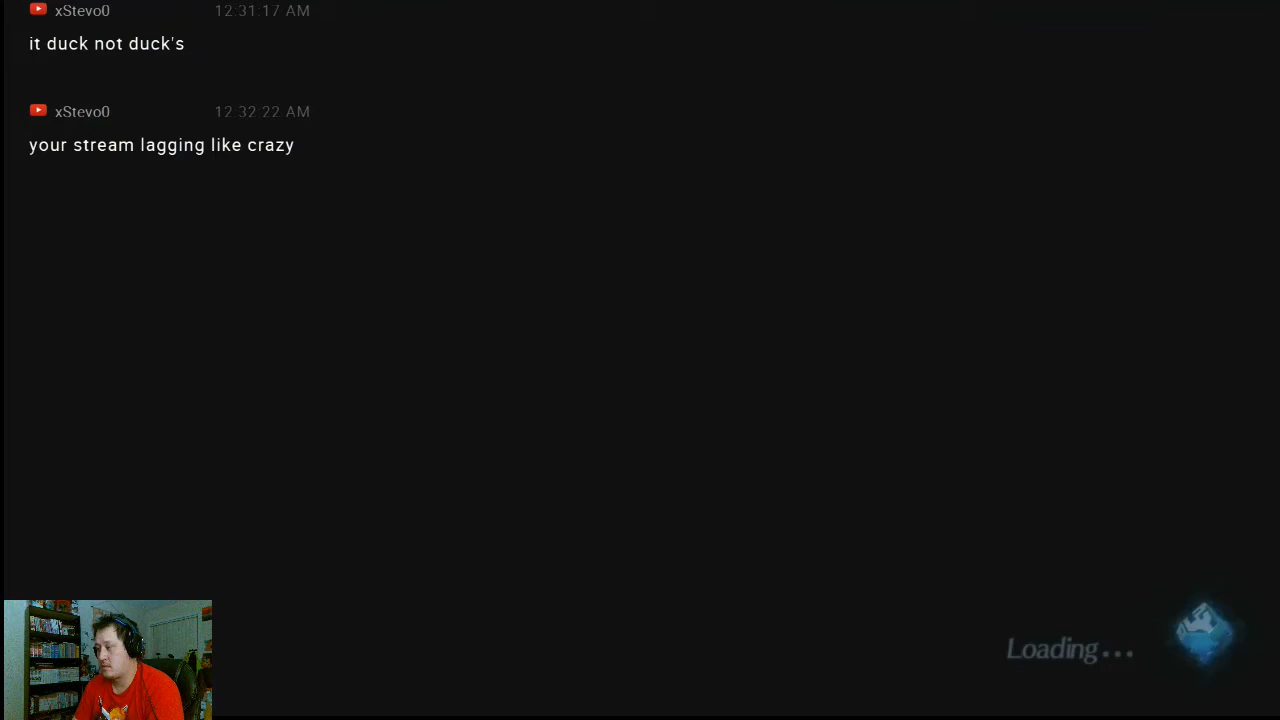 xStevo0 12:31:17 AM
it duck not duck's
xStevo0 12:32:22 AM
your stream lagging like crazy
Loading...